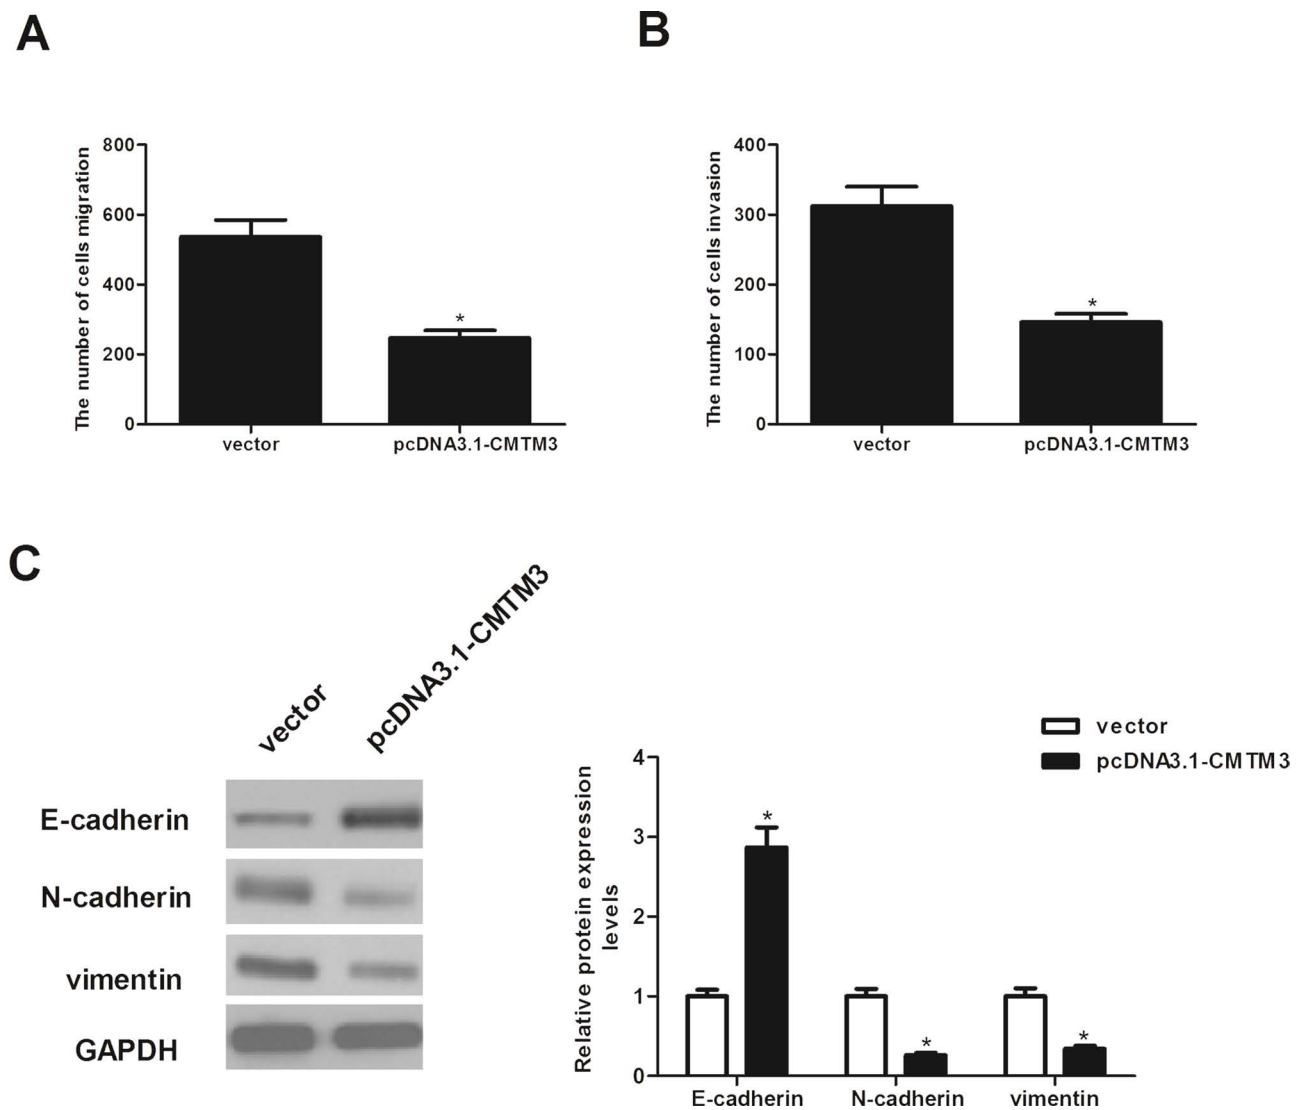 A
B
The number of cells migration
800
600
400
200
0
*
vector
pcDNA3.1-CMTM3
The number of cells invasion
400
300
200
100
0
*
vector
pcDNA3.1-CMTM3
C
vector
pcDNA3.1-CMTM3
E-cadherin
N-cadherin
vimentin
GAPDH
vector
pcDNA3.1-CMTM3
Relative protein expression
levels
4
3
2
1
0
*
*
*
E-cadherin
N-cadherin
vimentin